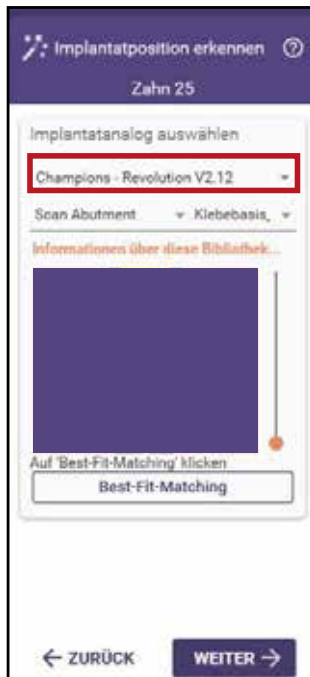 Implantatposition erkennen ?
Zahn 25
Implantatanalog auswählen
Champions - Revolution V2.12
Scan Abutment Klebebasis,
Informationen über diese Bibliothek...
Auf 'Best-Fit-Matching' klicken
Best-Fit-Matching
← ZURÜCK WEITER →